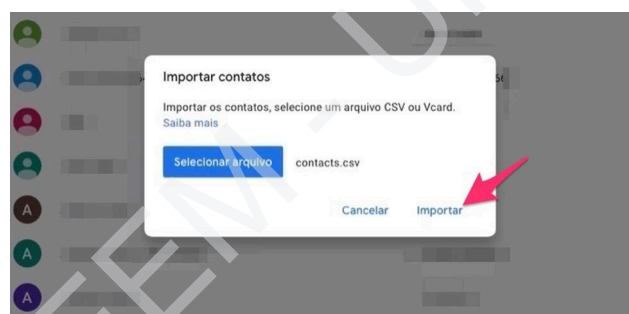 Importar contatos
Importar os contatos, selecione um arquivo CSV ou Vcard.
Saiba mais
Selecionar arquivo contacts.csv
Cancelar Importar
A
A
A